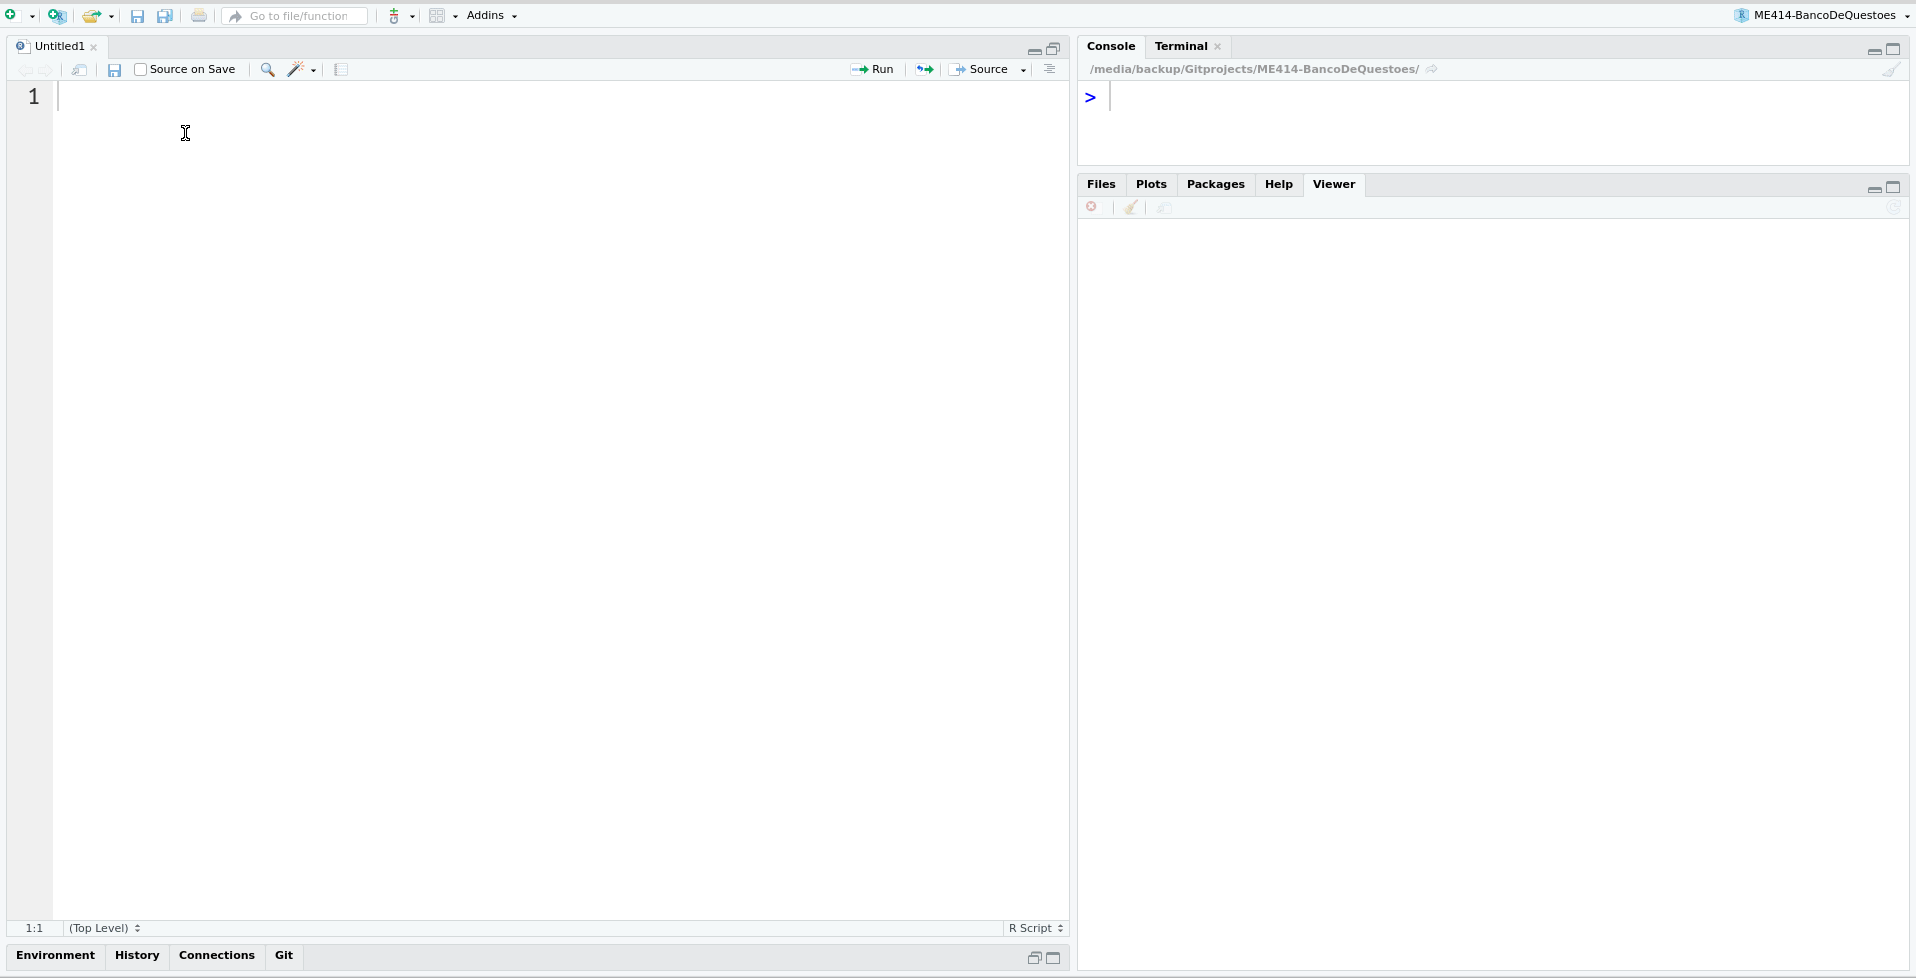 Go to file/function
Addins
ME414-BancoDeQuestoes
Untitled1
Source on Save
Run
Source
1
1:1
(Top Level)
R Script
Environment
History
Connections
Git
Console
Terminal
/media/backup/Gitprojects/ME414-BancoDeQuestoes/
>
Files
Plots
Packages
Help
Viewer